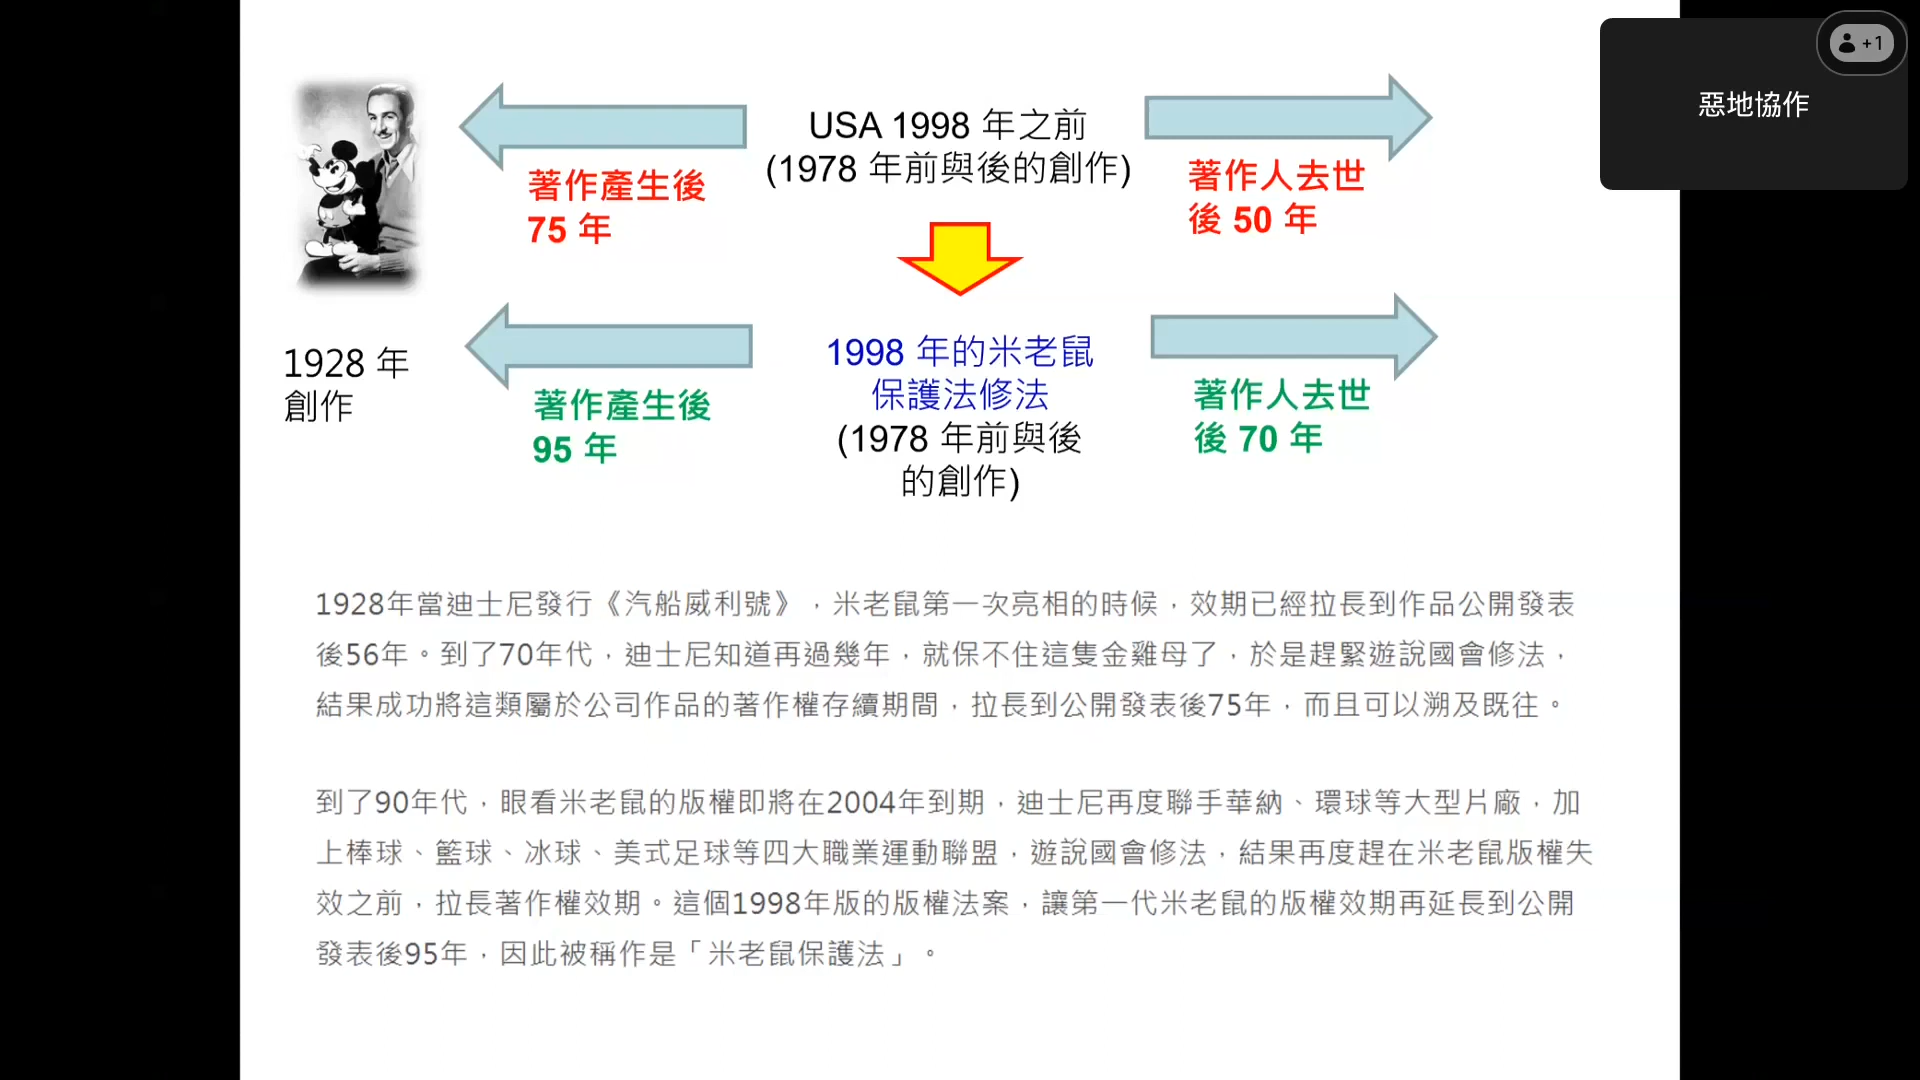 USA 1998 年之前
(1978 年前與後的創作)
著作產生後
75 年
著作人去世
後 50 年
1928 年
創作
著作產生後
95 年
1998 年的米老鼠
保護法修法
(1978 年前與後
的創作)
著作人去世
後 70 年
1928年當迪士尼發行《汽船威利號》，米老鼠第一次亮相的時候，效期已經拉長到作品公開發表
後56年。到了70年代，迪士尼知道再過幾年，就保不住這隻金雞母了，於是趕緊遊說國會修法，
結果成功將這類屬於公司作品的著作權存續期間，拉長到公開發表後75年，而且可以溯及既往。
到了90年代，眼看米老鼠的版權即將在2004年到期，迪士尼再度聯手華納、環球等大型片廠，加
上棒球、籃球、冰球、美式足球等四大職業運動聯盟，遊說國會修法，結果再度趕在米老鼠版權失
效之前，拉長著作權效期。這個1998年版的版權法案，讓第一代米老鼠的版權效期再延長到公開
發表後95年，因此被稱作是「米老鼠保護法」。
惡地協作
+1